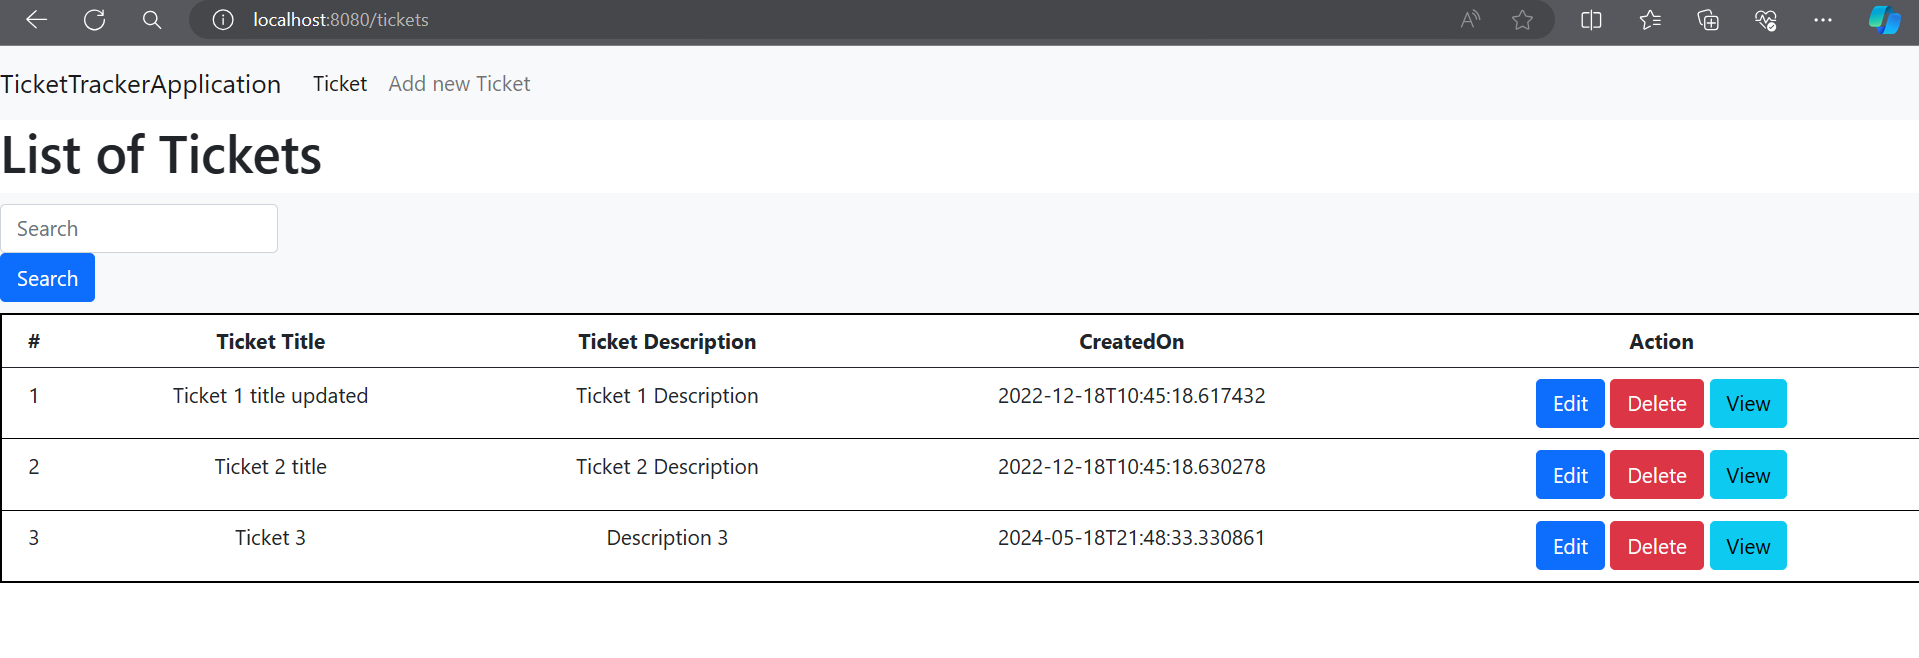 localhost:8080/tickets
TicketTrackerApplication Ticket Add new Ticket
List of Tickets
Search
Search
# Ticket Title Ticket Description CreatedOn Action
1 Ticket 1 title updated Ticket 1 Description 2022-12-18T10:45:18.617432 Edit Delete View
2 Ticket 2 title Ticket 2 Description 2022-12-18T10:45:18.630278 Edit Delete View
3 Ticket 3 Description 3 2024-05-18T21:48:33.330861 Edit Delete View